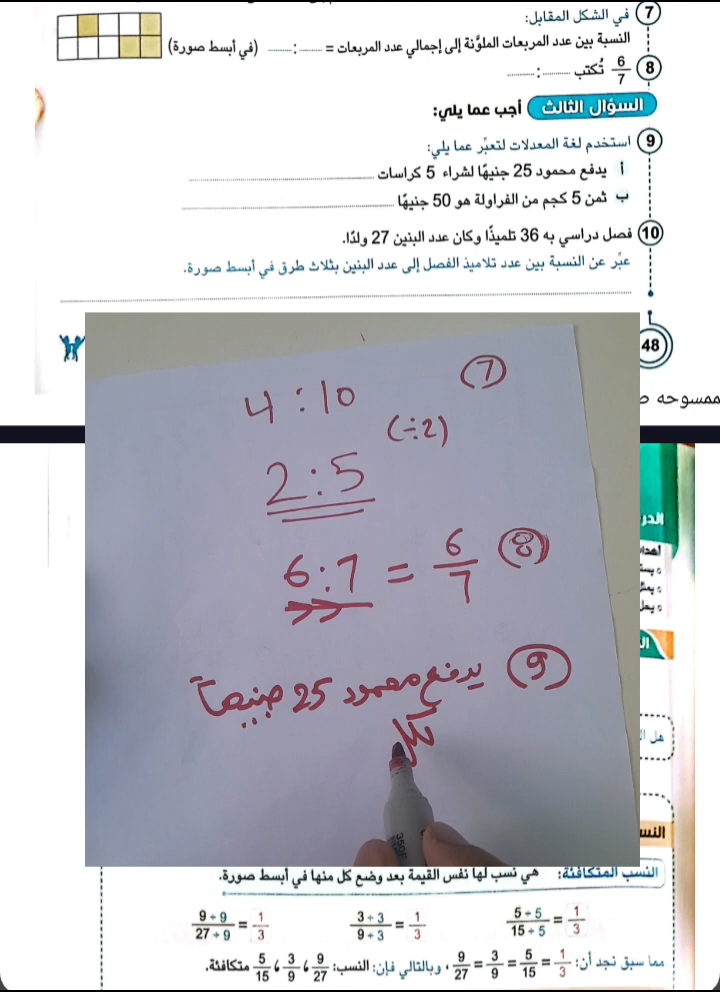 7 في الشكل المقابل:
النسبة بين عدد المربعات الملوَّنة إلى إجمالي عدد المربعات = ........ : ........ (في أبسط صورة)
8 6/7 تُكتب ........ : ........
السؤال الثالث أجب عما يلي:
9 استخدم لغة المعدلات لتعبِّر عما يلي:
أ يدفع محمود 25 جنيهًا لشراء 5 كراسات
ب ثمن 5 كجم من الفراولة هو 50 جنيهًا
10 فصل دراسي به 36 تلميذًا وكان عدد البنين 27 ولدًا.
عبِّر عن النسبة بين عدد تلاميذ الفصل إلى عدد البنين بثلاث طرق في أبسط صورة.
48
ممسوحه
7
4 : 10
(÷2)
2 : 5
8 6 : 7 = 6/7
9 يدفع محمود 25 جنيهاً
لكل
الدر
هل
النس
النسب المتكافئة: هي نسب لها نفس القيمة بعد وضع كل منها في أبسط صورة.
5 ÷ 5 / 15 ÷ 5 = 1/3 3 ÷ 3 / 9 ÷ 3 = 1/3 9 ÷ 9 / 27 ÷ 9 = 1/3
مما سبق نجد أن: 1/3 = 5/15 = 3/9 = 9/27 ، وبالتالي فإن: النسب: 9/27 ، 3/9 ، 5/15 متكافئة.